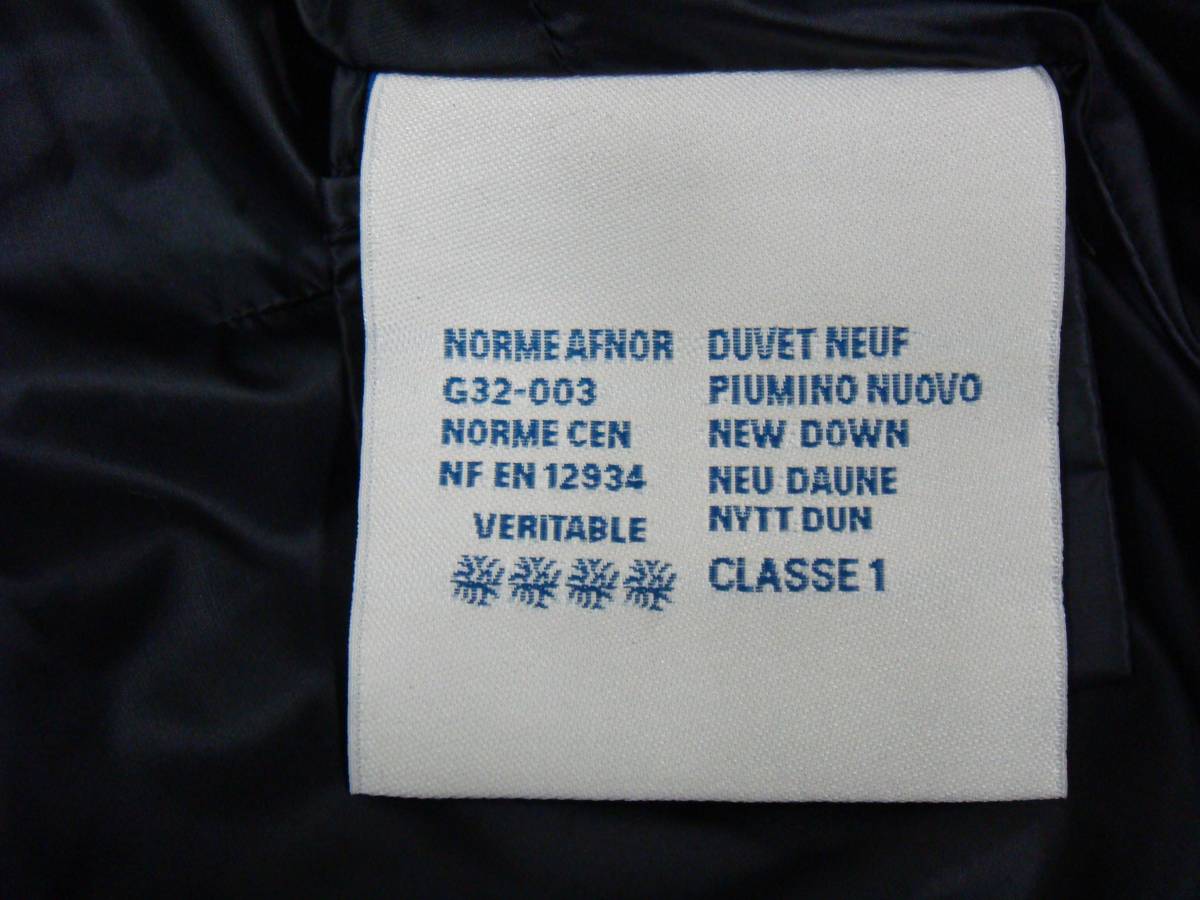 NORME AFNOR
G32-003
NORME CEN
NF EN 12934
VERITABLE
DUVET NEUF
PIUMINO NUOVO
NEW DOWN
NEU DAUNE
NYTT DUN
CLASSE 1